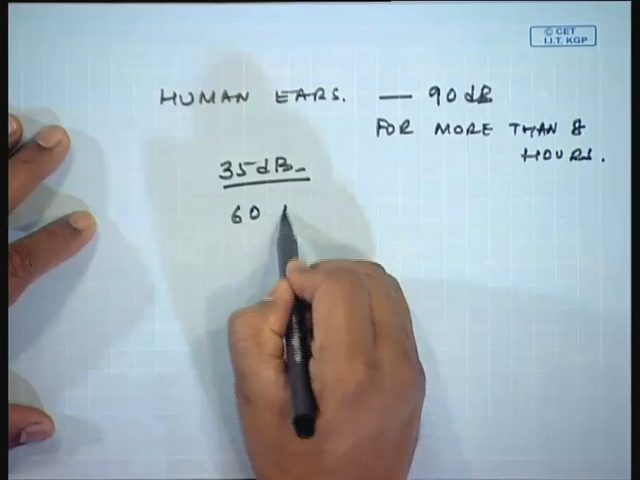 © CET
I.I.T. KGP
HUMAN EARS. — 90 dB
FOR MORE THAN 8
HOURS.
35 dB
60